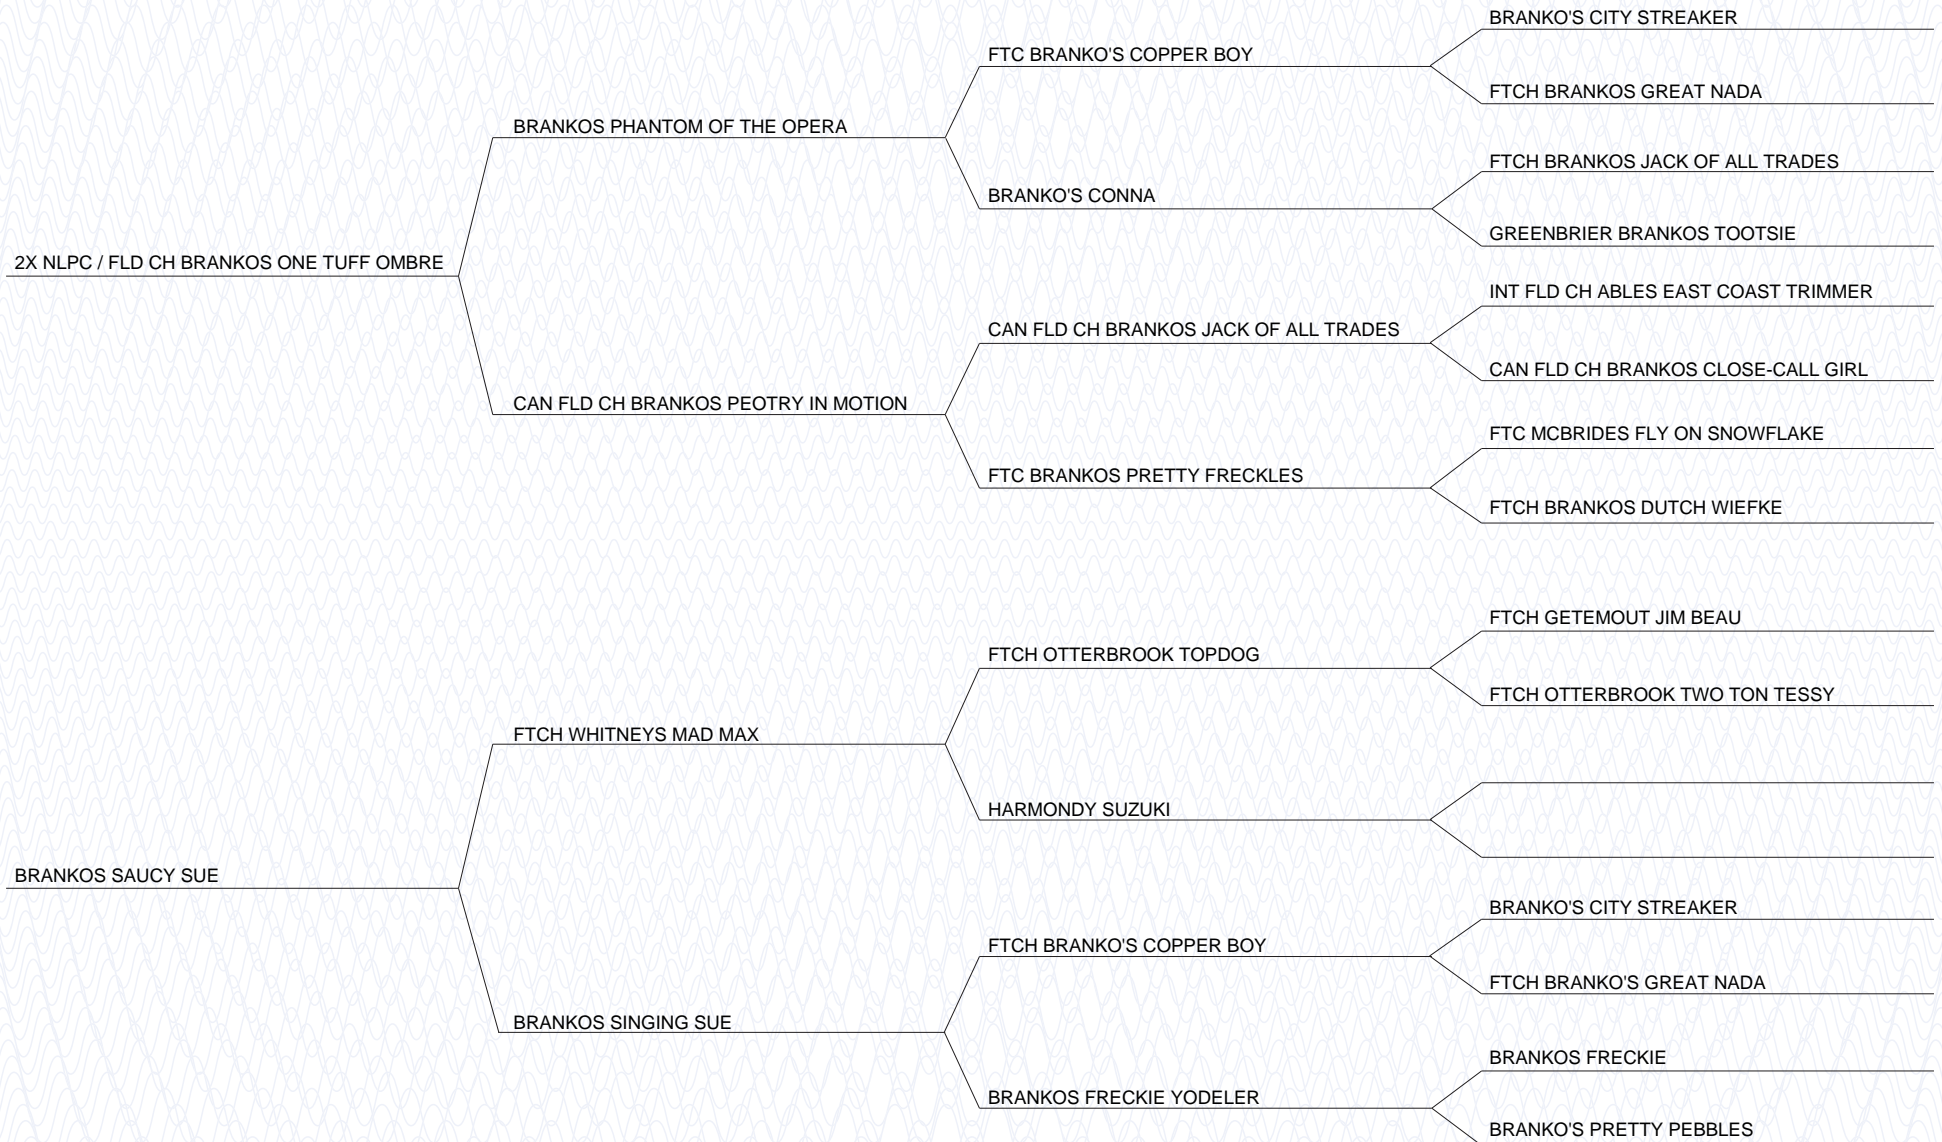 BRANKO'S CITY STREAKER
FTC BRANKO'S COPPER BOY
FTCH BRANKOS GREAT NADA
BRANKOS PHANTOM OF THE OPERA
FTCH BRANKOS JACK OF ALL TRADES
BRANKO'S CONNA
GREENBRIER BRANKOS TOOTSIE
2X NLPC / FLD CH BRANKOS ONE TUFF OMBRE
INT FLD CH ABLES EAST COAST TRIMMER
CAN FLD CH BRANKOS JACK OF ALL TRADES
CAN FLD CH BRANKOS CLOSE-CALL GIRL
CAN FLD CH BRANKOS PEOTRY IN MOTION
FTC MCBRIDES FLY ON SNOWFLAKE
FTC BRANKOS PRETTY FRECKLES
FTCH BRANKOS DUTCH WIEFKE
FTCH GETEMOUT JIM BEAU
FTCH OTTERBROOK TOPDOG
FTCH OTTERBROOK TWO TON TESSY
FTCH WHITNEYS MAD MAX
HARMONDY SUZUKI
BRANKOS SAUCY SUE
BRANKO'S CITY STREAKER
FTCH BRANKO'S COPPER BOY
FTCH BRANKO'S GREAT NADA
BRANKOS SINGING SUE
BRANKOS FRECKIE
BRANKOS FRECKIE YODELER
BRANKO'S PRETTY PEBBLES